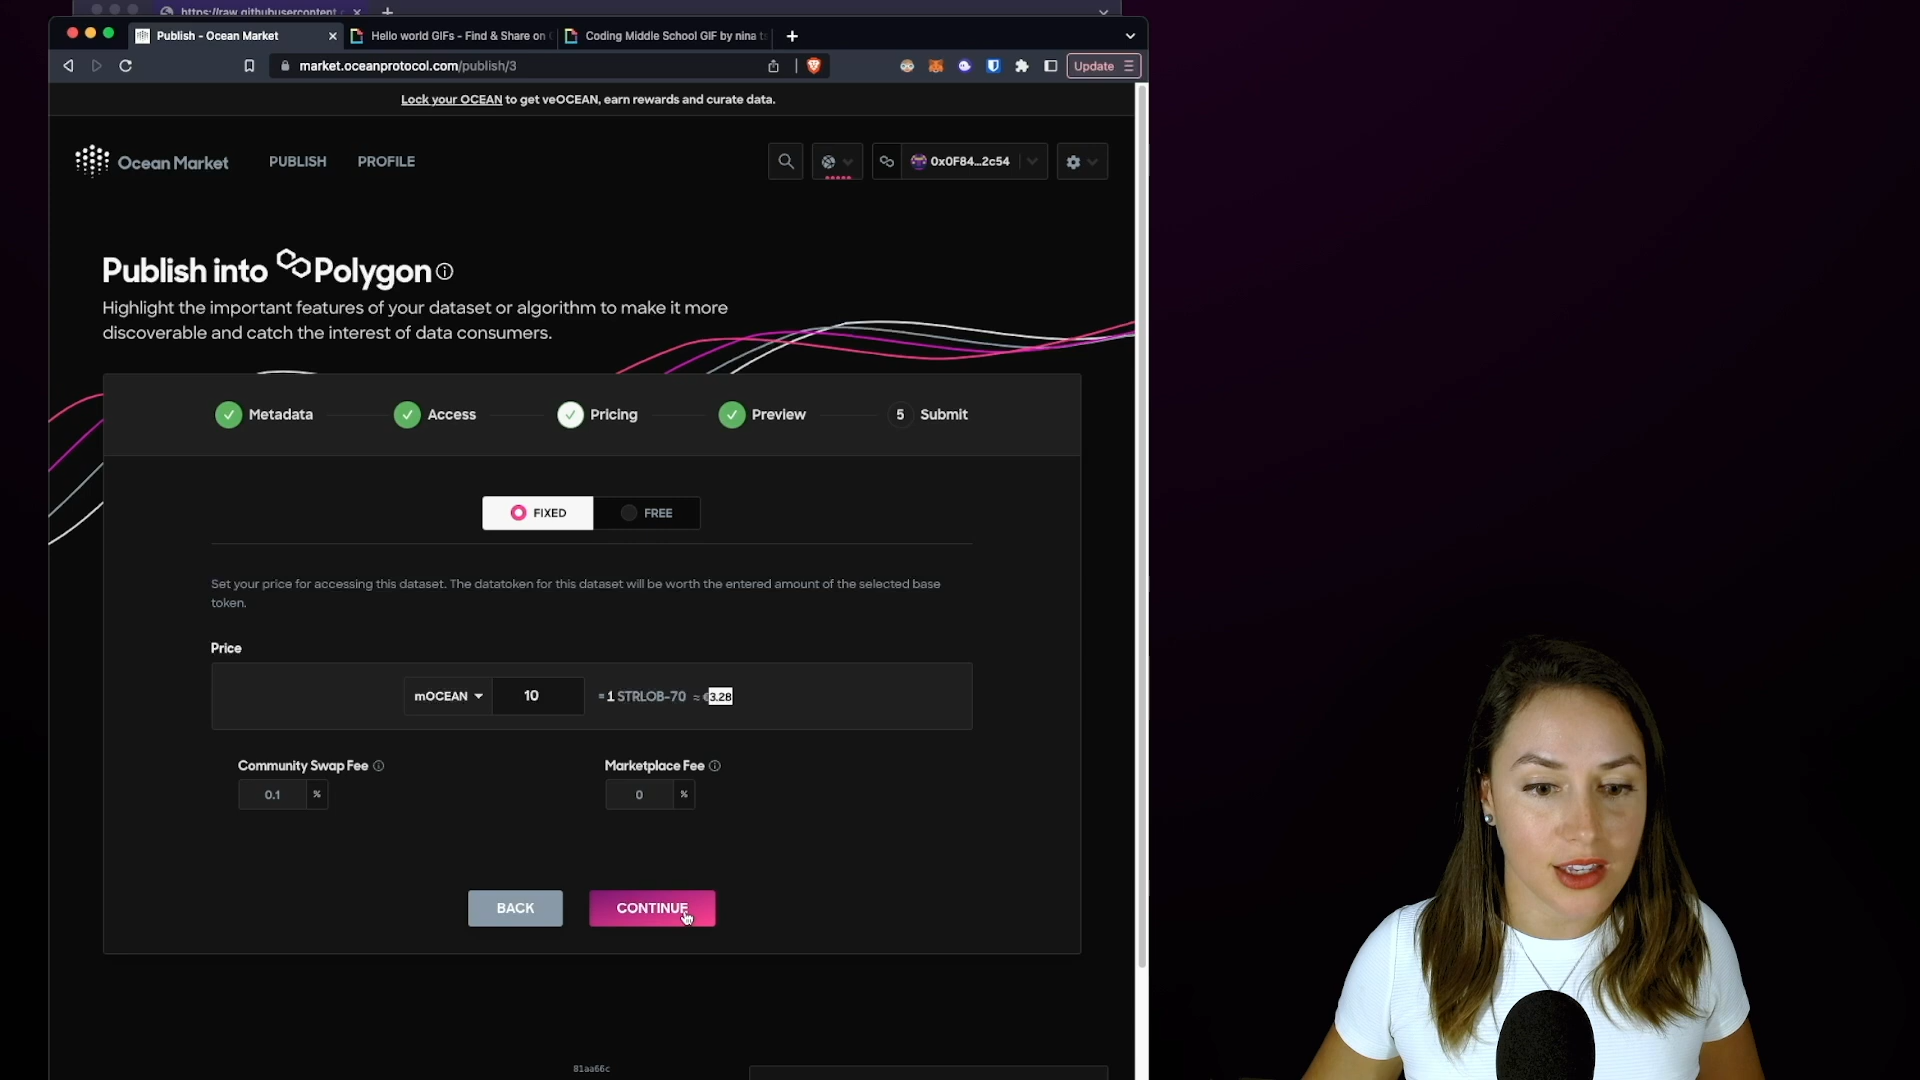 https://raw.githubusercontent.c
Publish - Ocean Market
Hello world GIFs - Find & Share on
Coding Middle School GIF by nina ts
market.oceanprotocol.com/publish/3
Update
Lock your OCEAN to get veOCEAN, earn rewards and curate data.
Ocean Market
PUBLISH
PROFILE
0x0F84...2c54
Publish into Polygon
Highlight the important features of your dataset or algorithm to make it more
discoverable and catch the interest of data consumers.
Metadata
Access
Pricing
Preview
5 Submit
FIXED
FREE
Set your price for accessing this dataset. The datatoken for this dataset will be worth the entered amount of the selected base
token.
Price
mOCEAN 10 = 1 STRLOB-70 ≈ €3.28
Community Swap Fee
Marketplace Fee
0.1 %
0 %
BACK
CONTINUE
81aa66c